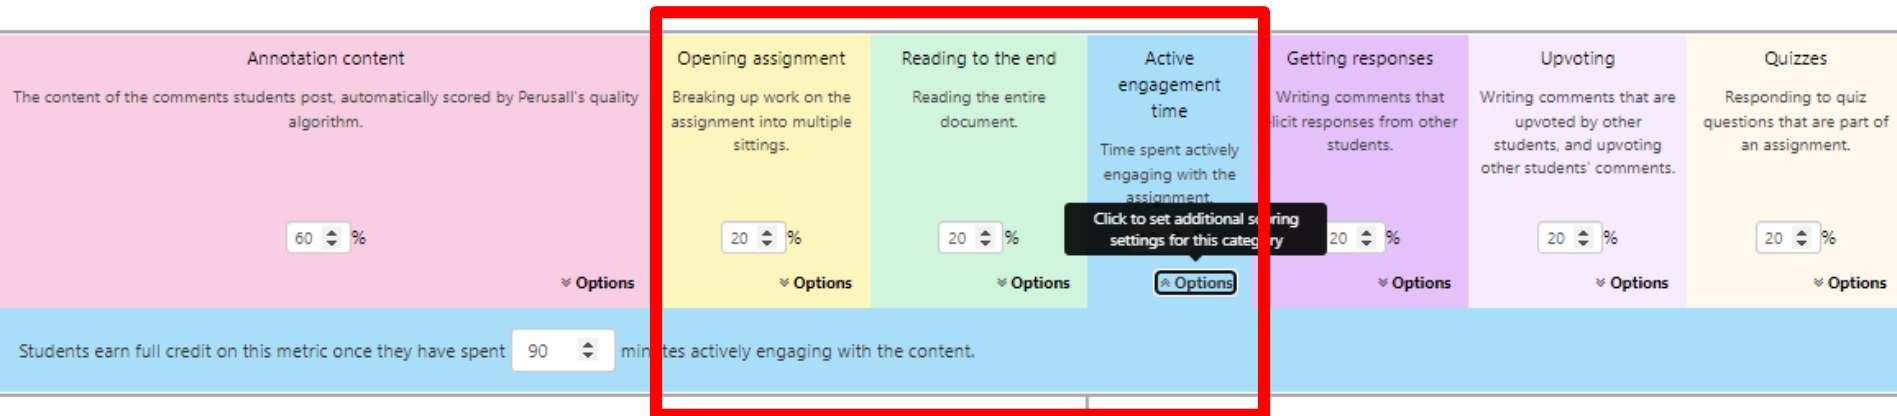 Annotation content
The content of the comments students post, automatically scored by Perusall's quality
algorithm.
60 %
Options
Opening assignment
Breaking up work on the
assignment into multiple
sittings.
20 %
Options
Reading to the end
Reading the entire
document.
20 %
Options
Active
engagement
time
Time spent actively
engaging with the
assignment.
Click to set additional scoring
settings for this category
Options
Getting responses
Writing comments that
elicit responses from other
students.
20 %
Options
Upvoting
Writing comments that are
upvoted by other
students, and upvoting
other students' comments.
20 %
Options
Quizzes
Responding to quiz
questions that are part of
an assignment.
20 %
Options
Students earn full credit on this metric once they have spent 90 minutes actively engaging with the content.